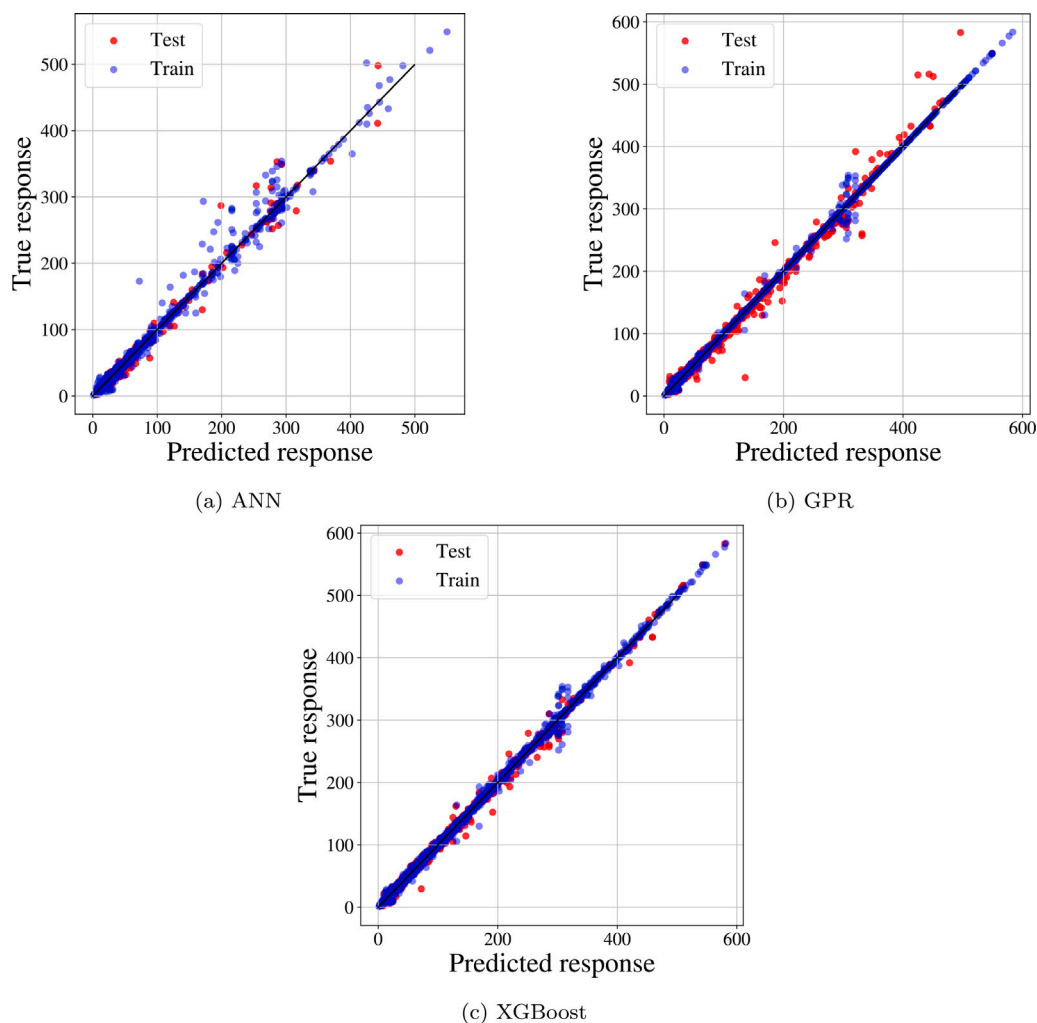 Test
Train
500
400
300
200
100
0
True response
0 100 200 300 400 500
Predicted response
(a) ANN
Test
Train
600
500
400
300
200
100
0
True response
0 200 400 600
Predicted response
(b) GPR
Test
Train
600
500
400
300
200
100
0
True response
0 200 400 600
Predicted response
(c) XGBoost